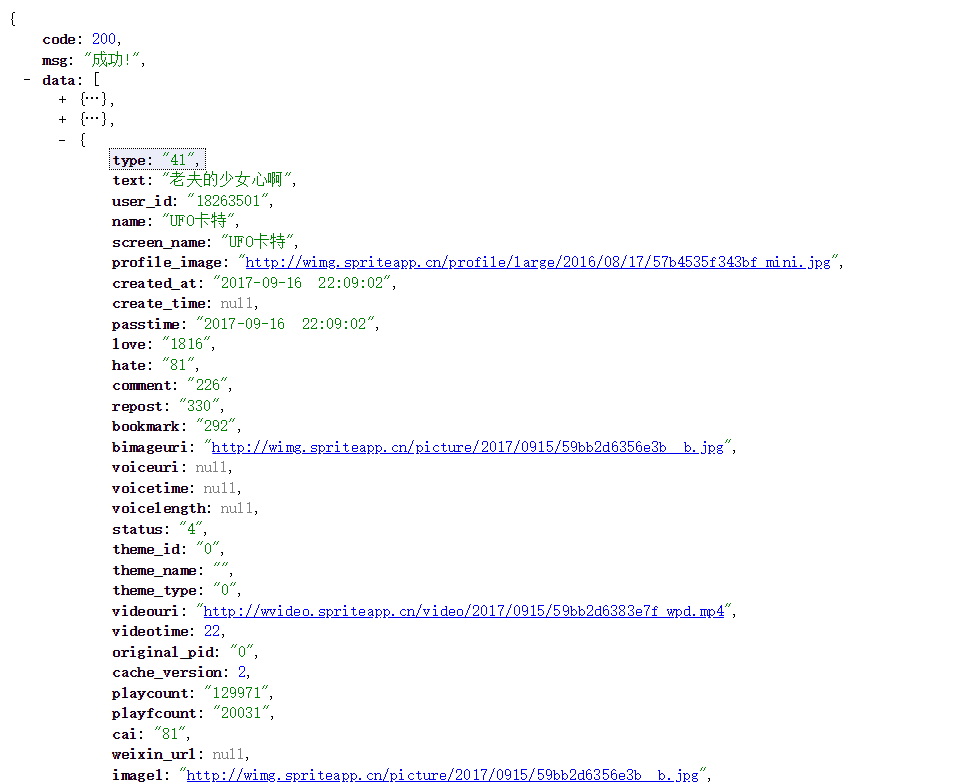 {
code: 200,
msg: "成功!",
- data: [
+ {…},
+ {…},
- {
type: "41",
text: "老夫的少女心啊",
user_id: "18263501",
name: "UFO卡特",
screen_name: "UFO卡特",
profile_image: "http://wimg.spriteapp.cn/profile/large/2016/08/17/57b4535f343bf_mini.jpg",
created_at: "2017-09-16  22:09:02",
create_time: null,
passtime: "2017-09-16  22:09:02",
love: "1816",
hate: "81",
comment: "226",
repost: "330",
bookmark: "292",
bimageuri: "http://wimg.spriteapp.cn/picture/2017/0915/59bb2d6356e3b__b.jpg",
voiceuri: null,
voicetime: null,
voicelength: null,
status: "4",
theme_id: "0",
theme_name: "",
theme_type: "0",
videouri: "http://wvideo.spriteapp.cn/video/2017/0915/59bb2d6383e7f_wpd.mp4",
videotime: 22,
original_pid: "0",
cache_version: 2,
playcount: "129971",
playfcount: "20031",
cai: "81",
weixin_url: null,
image1: "http://wimg.spriteapp.cn/picture/2017/0915/59bb2d6356e3b__b.jpg",